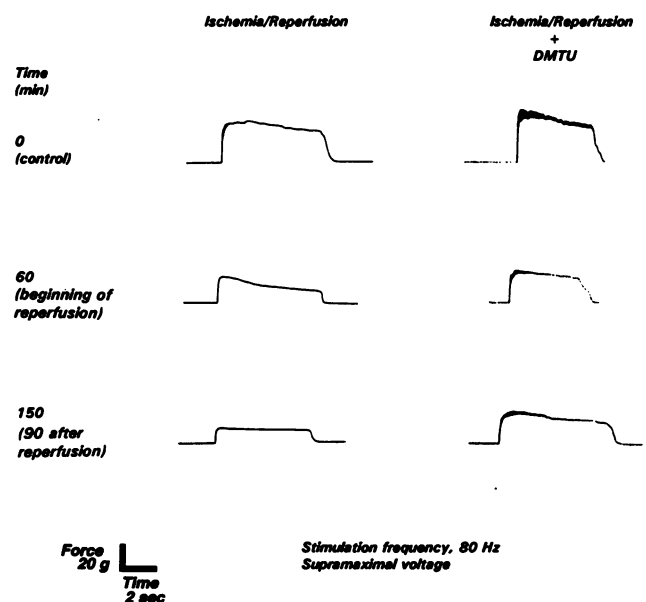 Ischemia/Reperfusion
Ischemia/Reperfusion
+
DMTU
Time
(min)
0
(control)
60
(beginning of
reperfusion)
150
(90 after
reperfusion)
Force
20 g
Time
2 sec
Stimulation frequency, 80 Hz
Supramaximal voltage